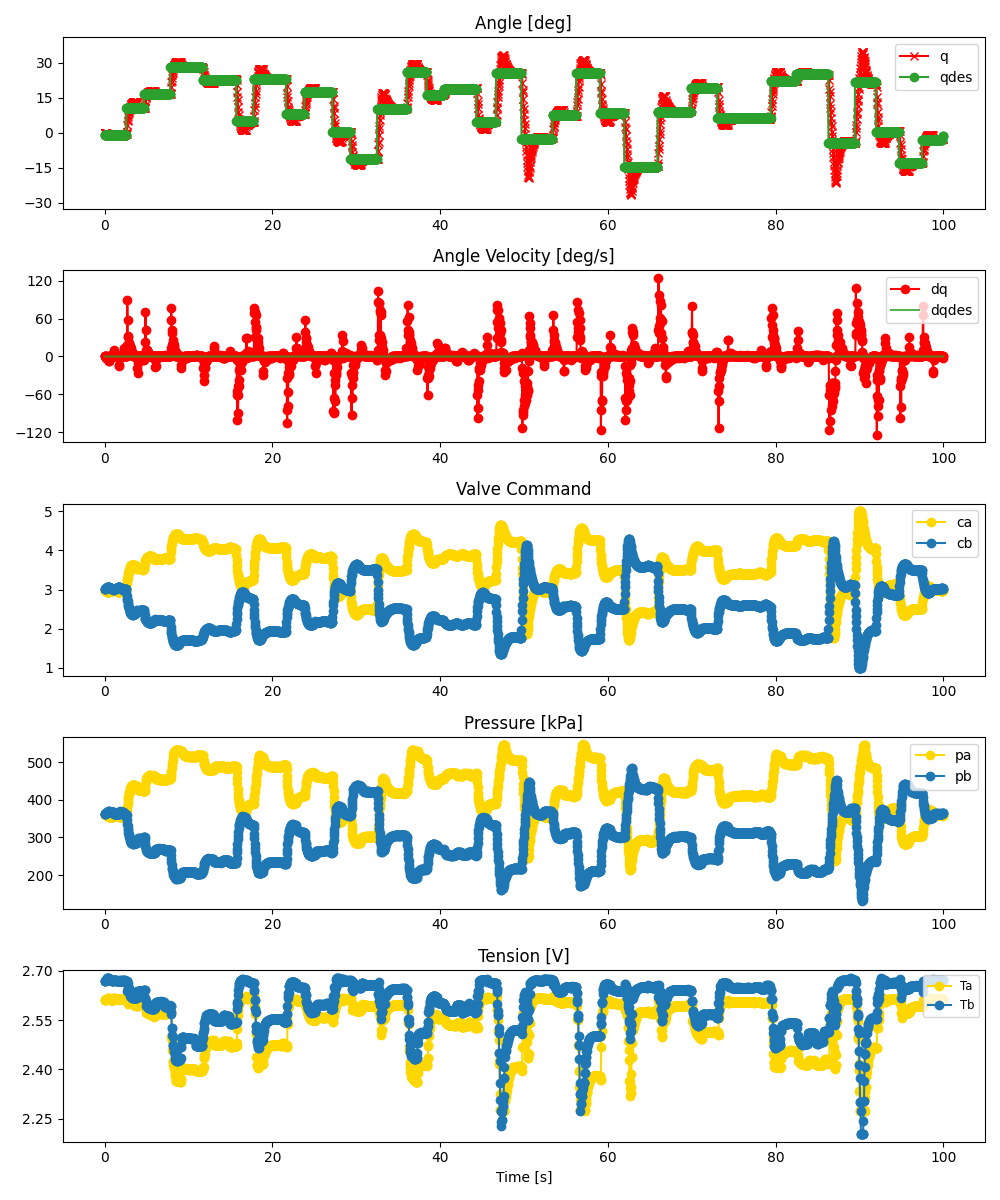 Angle [deg]
30
15
0
−15
−30
q
qdes
0 20 40 60 80 100
Angle Velocity [deg/s]
120
60
0
−60
−120
dq
dqdes
0 20 40 60 80 100
Valve Command
5
4
3
2
1
ca
cb
0 20 40 60 80 100
Pressure [kPa]
500
400
300
200
pa
pb
0 20 40 60 80 100
Tension [V]
2.70
2.55
2.40
2.25
Ta
Tb
0 20 40 60 80 100
Time [s]